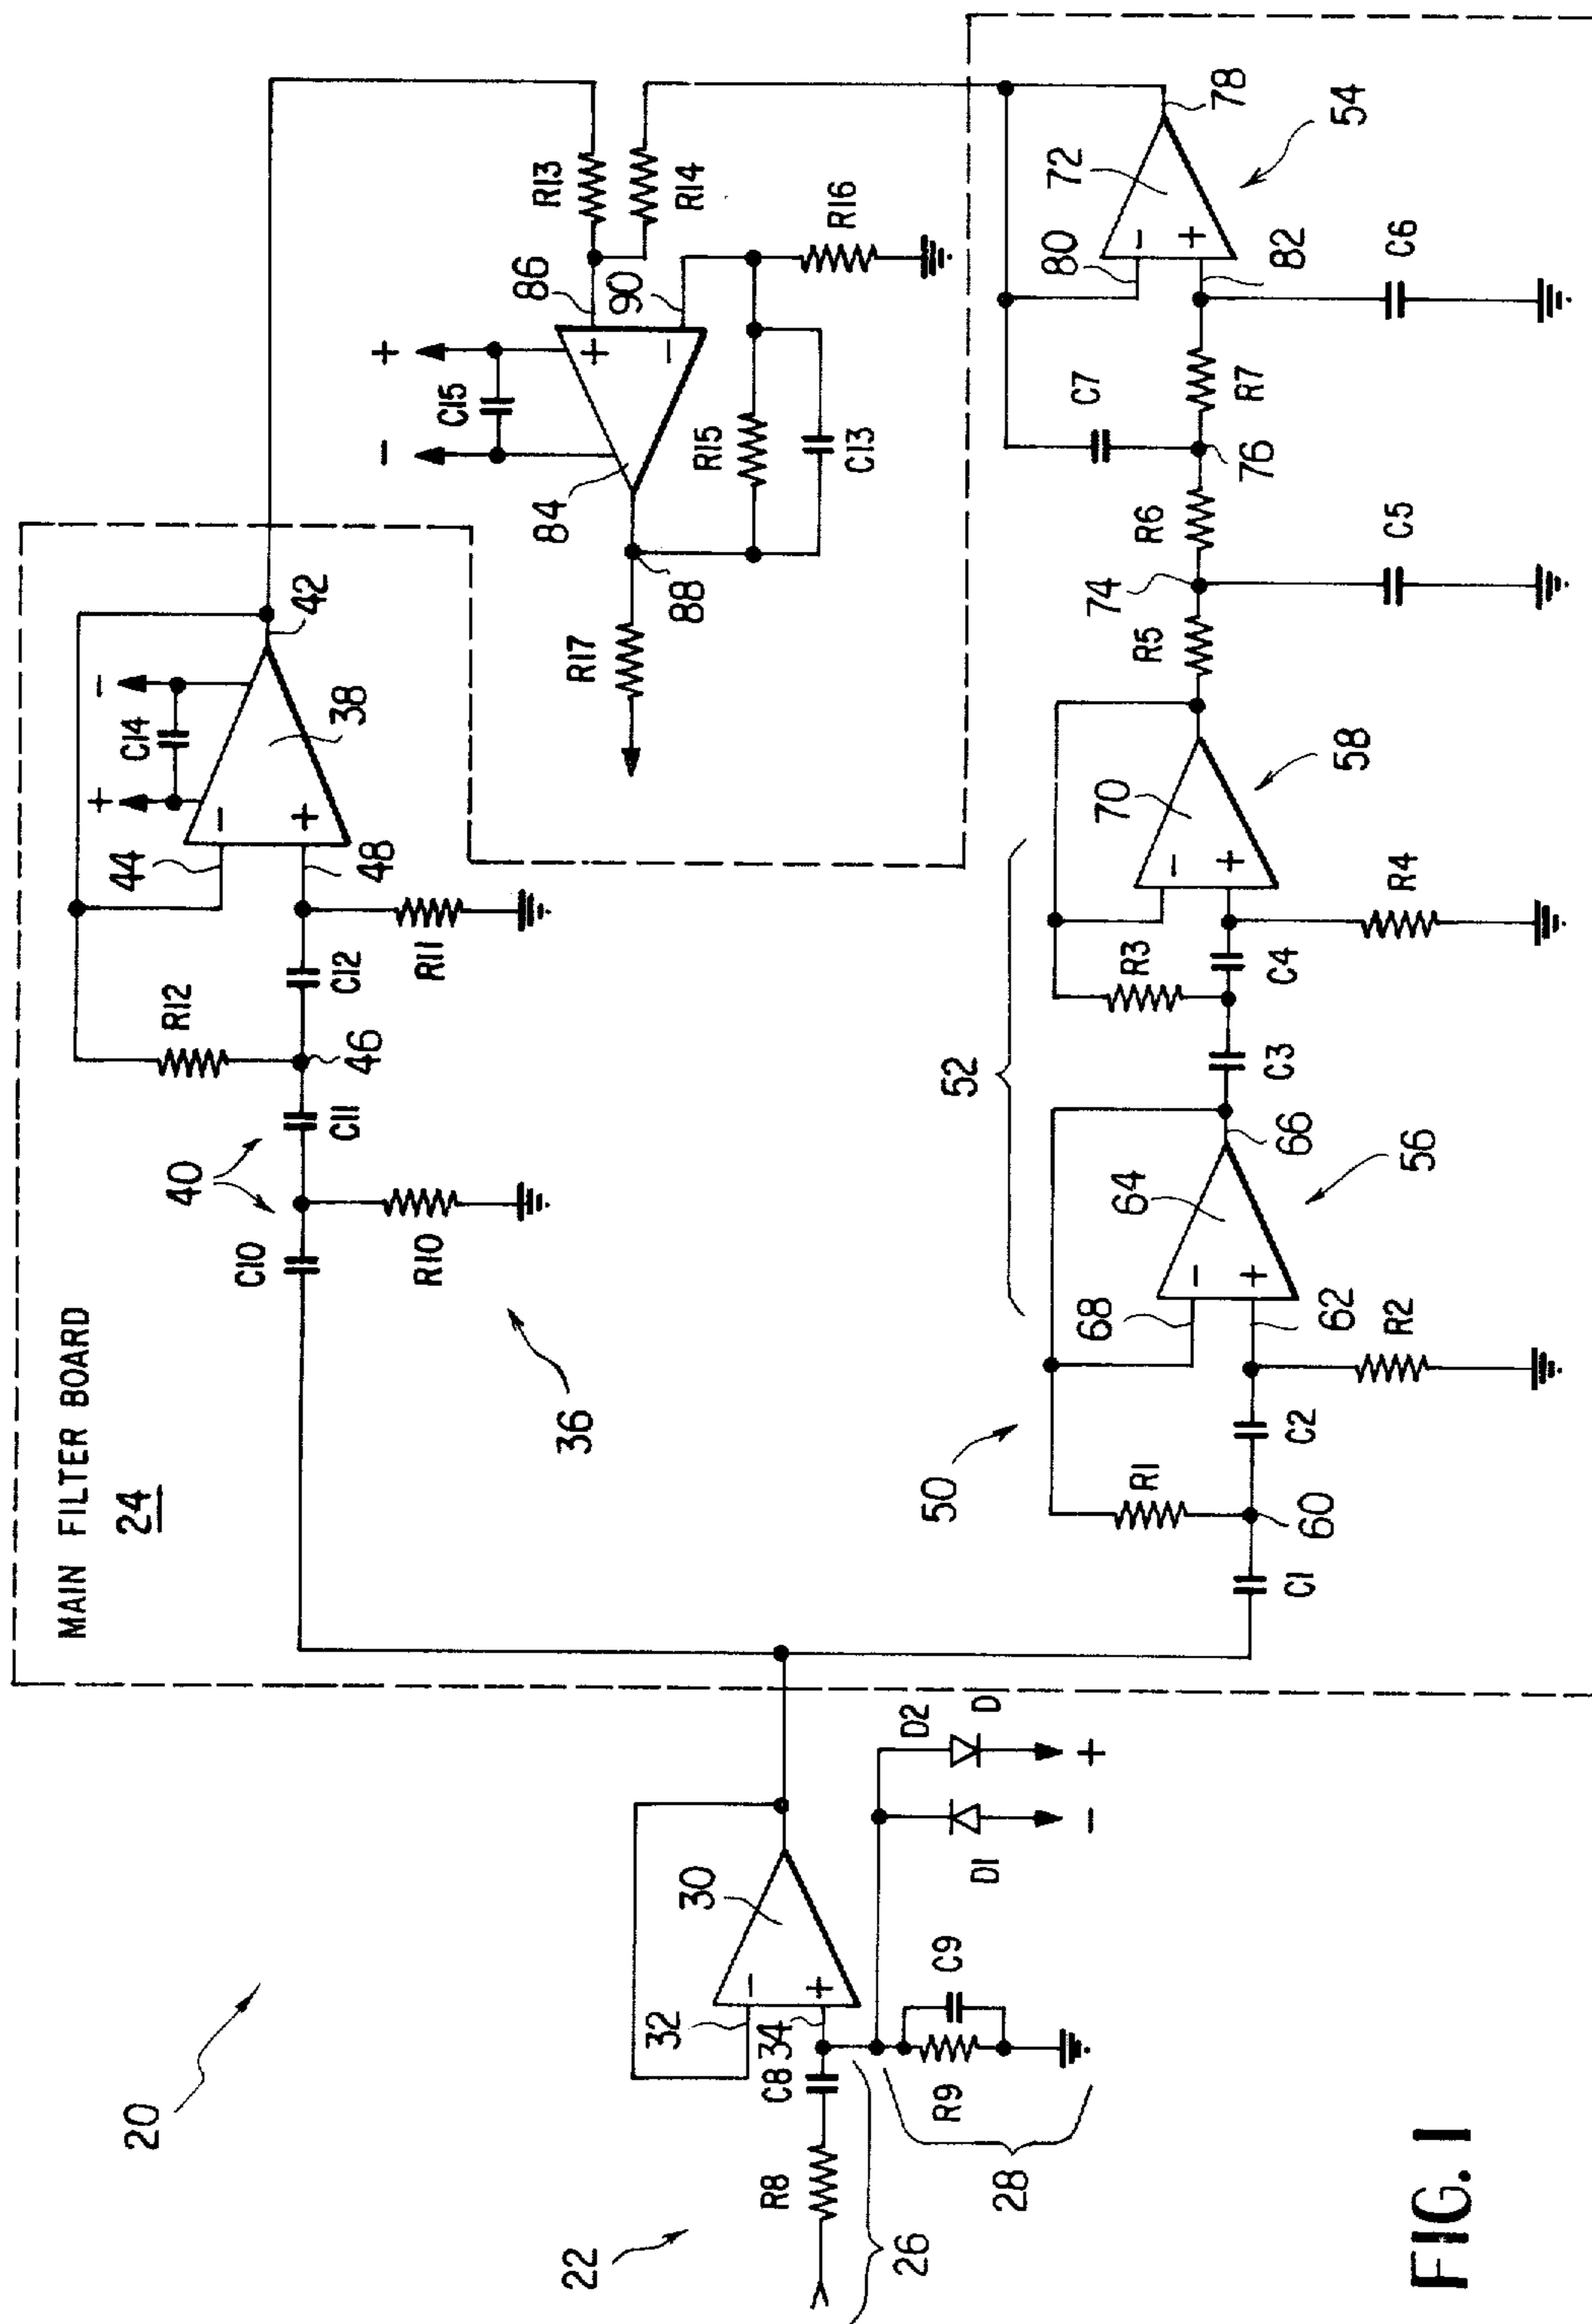 MAIN FILTER BOARD
24
20
22
R8
26
C8
34
32
30
28
R9
C9
D1
D2
D
-
+
-
+
36
C10
R10
40
C11
46
R12
C12
R11
44
48
-
+
+
C14
-
38
42
50
C1
60
R1
C2
R2
62
68
64
-
+
66
56
52
C3
R3
C4
R4
70
-
+
58
R5
74
C5
R6
76
C7
R7
C6
80
82
72
-
+
78
54
R13
R14
86
90
R16
+
-
C15
+
-
84
R15
C13
88
R17
FIG. 1